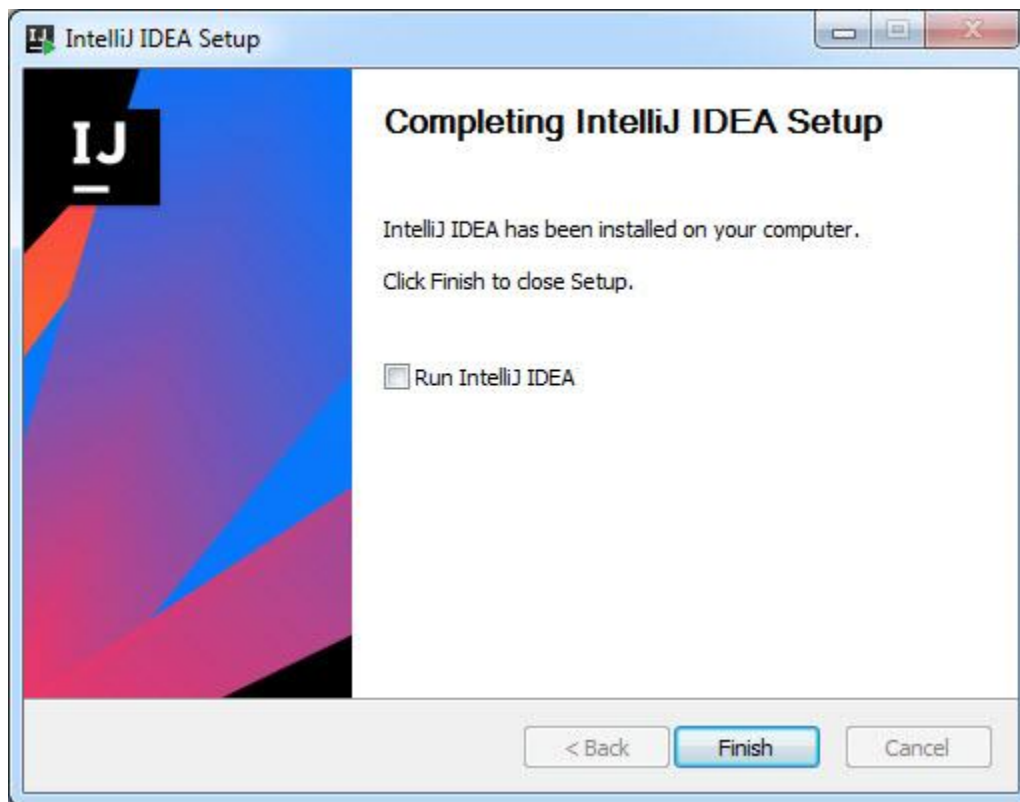 IntelliJ IDEA Setup
IJ
Completing IntelliJ IDEA Setup
IntelliJ IDEA has been installed on your computer.
Click Finish to close Setup.
Run IntelliJ IDEA
< Back Finish Cancel